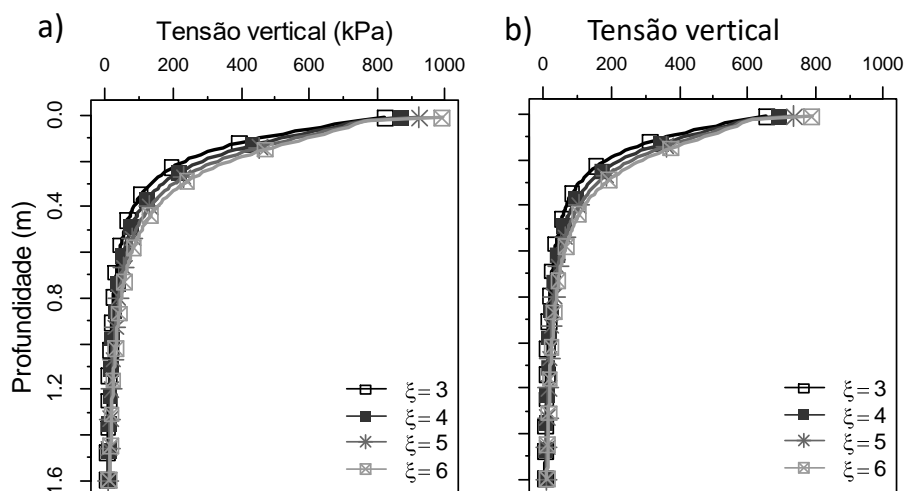 a)
Tensão vertical (kPa)
0 200 400 600 800 1000
Profundidade (m)
0.0
0.4
0.8
1.2
1.6
ξ= 3
ξ= 4
ξ= 5
ξ= 6
b)
Tensão vertical
0 200 400 600 800 1000
ξ= 3
ξ= 4
ξ= 5
ξ= 6